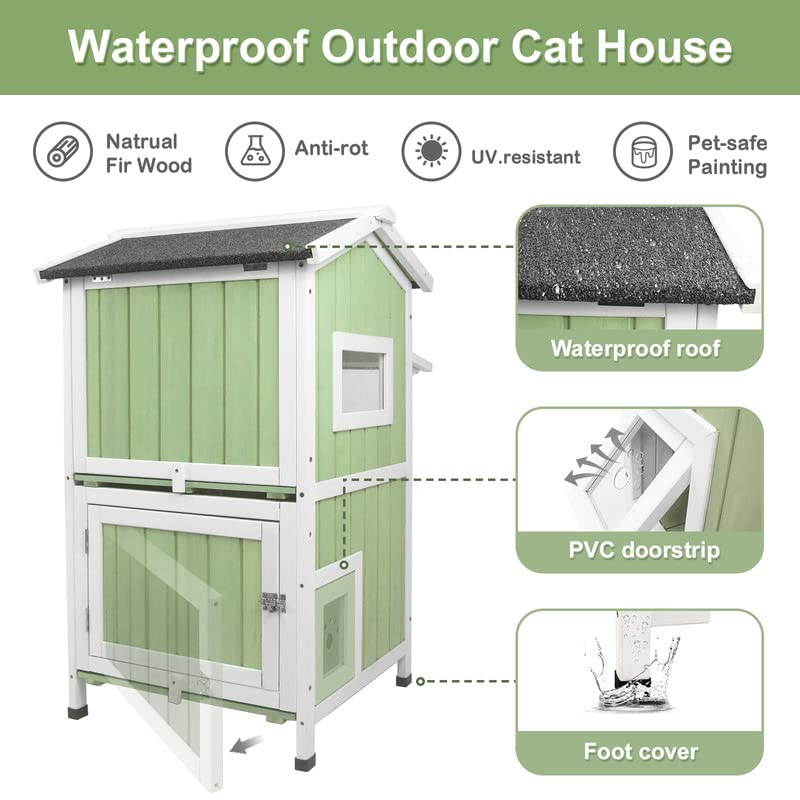 Waterproof Outdoor Cat House
Natrual
Fir Wood
Anti-rot
UV.resistant
Pet-safe
Painting
Waterproof roof
PVC doorstrip
Foot cover